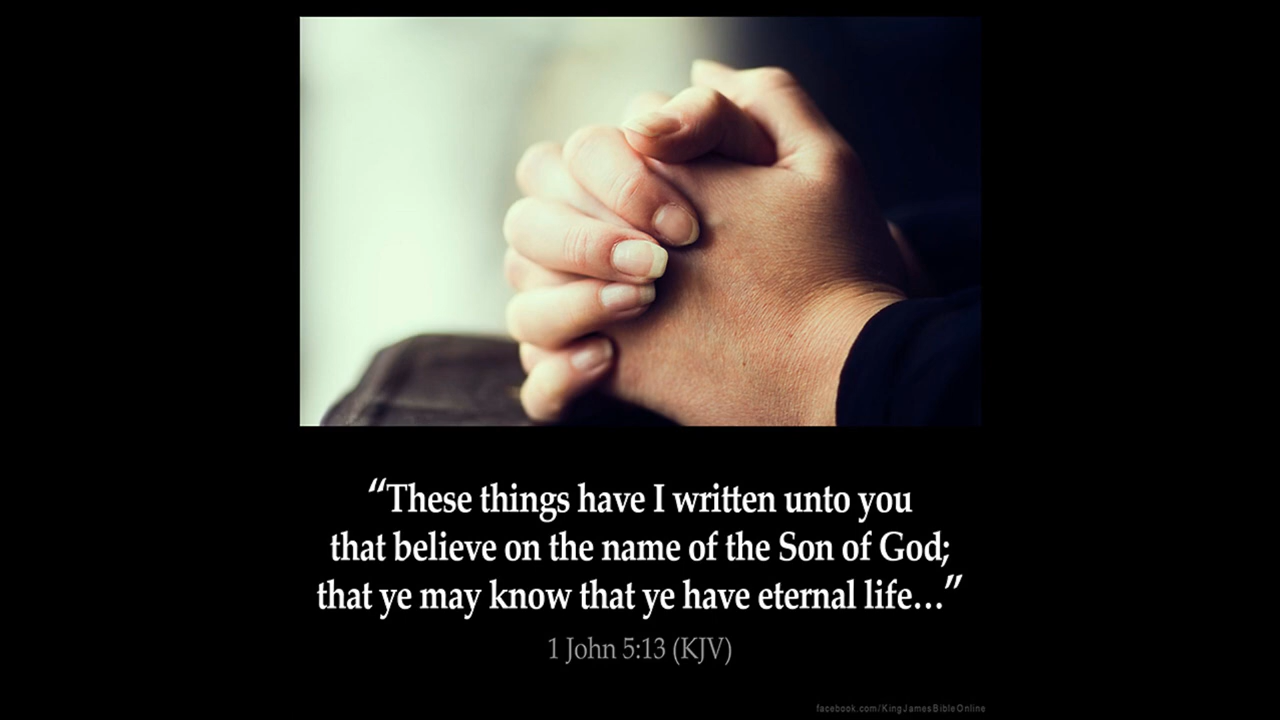 “These things have I written unto you
that believe on the name of the Son of God;
that ye may know that ye have eternal life...”
1 John 5:13 (KJV)
facebook.com/KingJamesBibleOnline